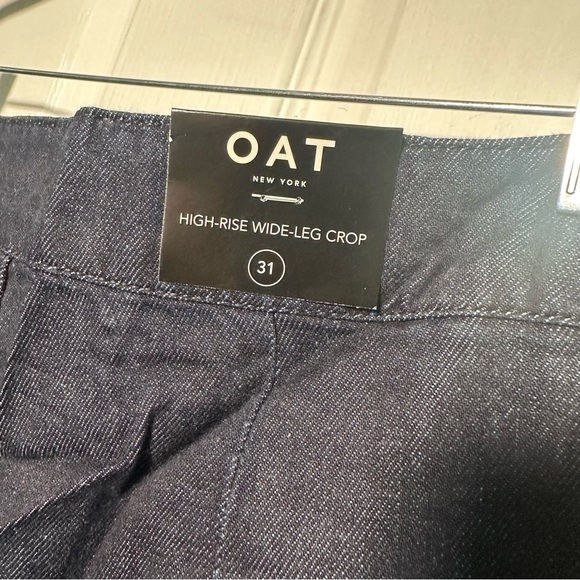 OAT
NEW YORK
HIGH-RISE WIDE-LEG CROP
31